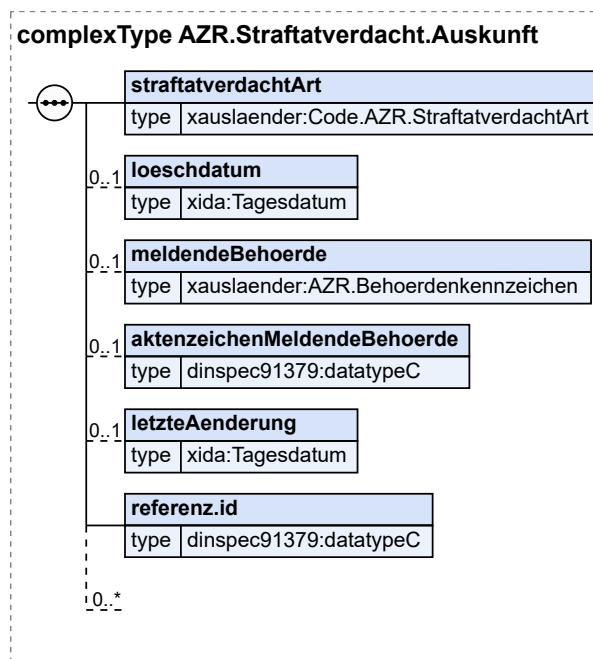 complexType AZR.Straftatverdacht.Auskunft
straftatverdachtArt
type xauslaender:Code.AZR.StraftatverdachtArt
0..1 loeschdatum
type xida:Tagesdatum
0..1 meldendeBehoerde
type xauslaender:AZR.Behoerdenkennzeichen
0..1 aktenzeichenMeldendeBehoerde
type dinspec91379:datatypeC
0..1 letzteAenderung
type xida:Tagesdatum
referenz.id
type dinspec91379:datatypeC
0..*